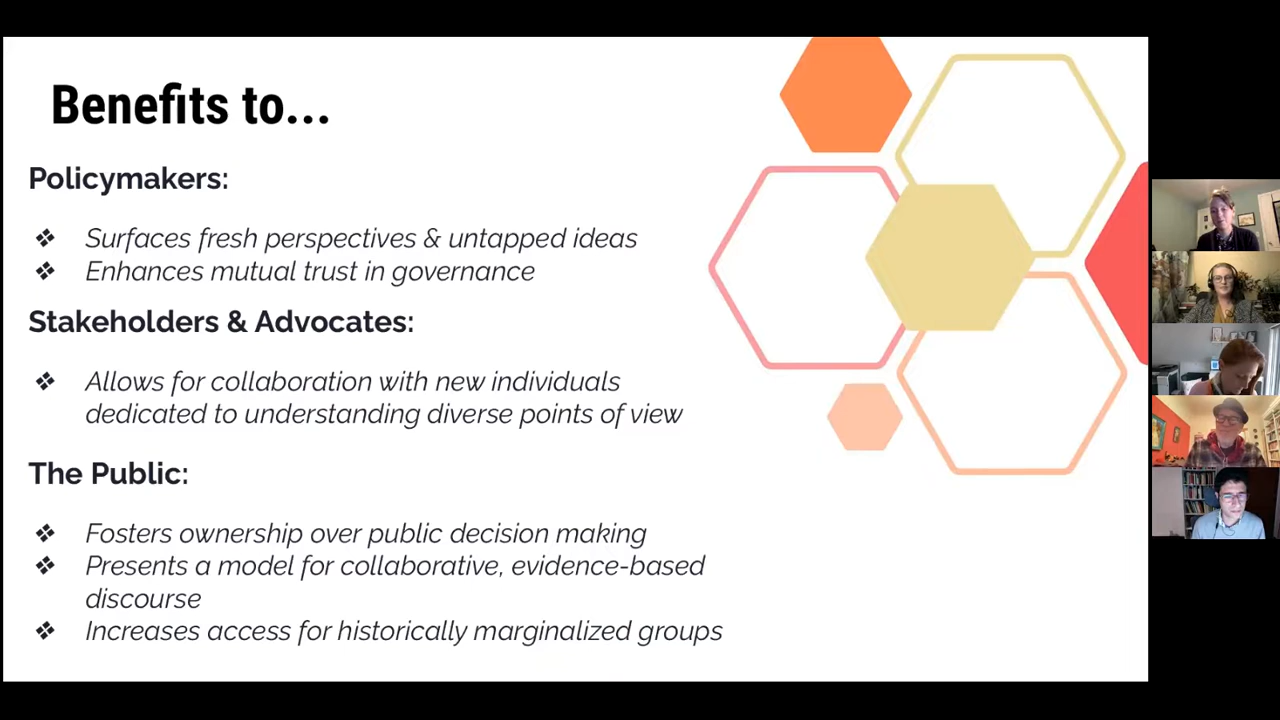 Benefits to...
Policymakers:
❖ Surfaces fresh perspectives & untapped ideas
❖ Enhances mutual trust in governance
Stakeholders & Advocates:
❖ Allows for collaboration with new individuals
dedicated to understanding diverse points of view
The Public:
❖ Fosters ownership over public decision making
❖ Presents a model for collaborative, evidence-based
discourse
❖ Increases access for historically marginalized groups